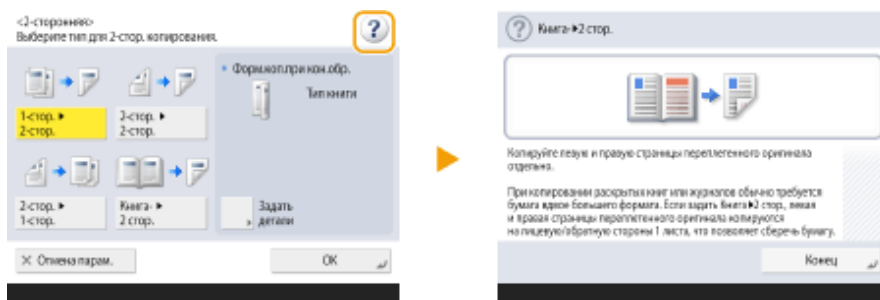 <2-сторонняя>
Выберите тип для 2-стор. копирования.
?
1-стор. ►
2-стор.
2-стор. ►
2-стор.
2-стор. ►
1-стор.
Книга- ►
2 стор.
Форм.коп.при кон.обр.
Тип книги
Задать
детали
× Отмена парам.
OK
? Книга-►2 стор.
Копируйте левую и правую страницы переплетенного оригинала
отдельно.
При копировании раскрытых книг или журналов обычно требуется
бумага вдвое большего формата. Если задать Книга►2 стор., левая
и правая страницы переплетенного оригинала копируются
на лицевую/обратную стороны 1 листа, что позволяет сберечь бумагу.
Конец